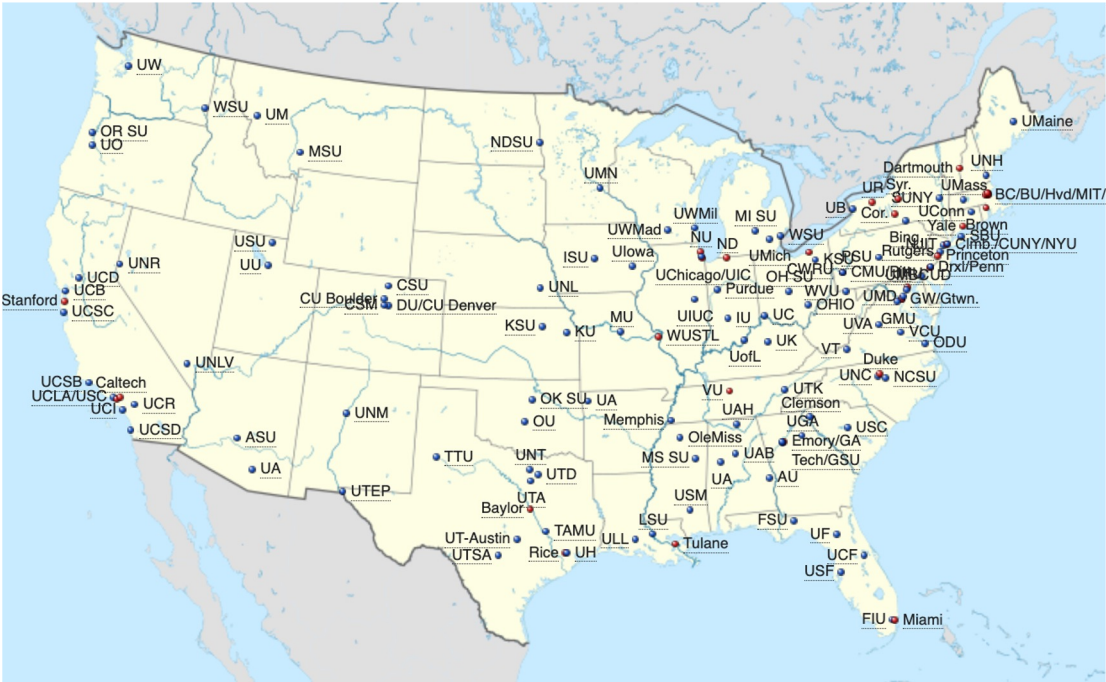 UW
WSU
UM
OR SU
UO
MSU
NDSU
UMN
UMaine
UNH
Dartmouth
UR
Syr.
SUNY
UMass
BC/BU/Hvd/MIT/
UB
Cor.
UConn
Yale
Brown
UWMil
UWMad
MI SU
WSU
NU
ND
UMich
Bing.
SBU
NJIT
Cimb./CUNY/NYU
Rutgers
Princeton
Drxl/Penn
USU
UU
UNR
UCD
UCB
Stanford
UCSC
ISU
UIowa
UChicago/UIC
Purdue
KSU
PSU
CWRU
CMU/
OH SU
WVU
OHIO
CSU
CU Boulder
CSM
DU/CU Denver
UNL
UD
UMD
GW/Gtwn.
GMU
UVA
VCU
ODU
KSU
KU
MU
WUSTL
UIUC
IU
UC
UofL
UK
VT
UNLV
UCSB
Caltech
UCLA/USC
UCI
UCR
UCSD
Duke
UNC
NCSU
VU
UTK
Clemson
UNM
OK SU
UA
OU
Memphis
UAH
UGA
USC
ASU
UA
OleMiss
Emory/GA
Tech/GSU
MS SU
UAB
UA
AU
TTU
UNT
UTD
UTA
Baylor
UTEP
USM
LSU
FSU
UF
UT-Austin
TAMU
UTSA
Rice
UH
ULL
Tulane
UCF
USF
FIU
Miami